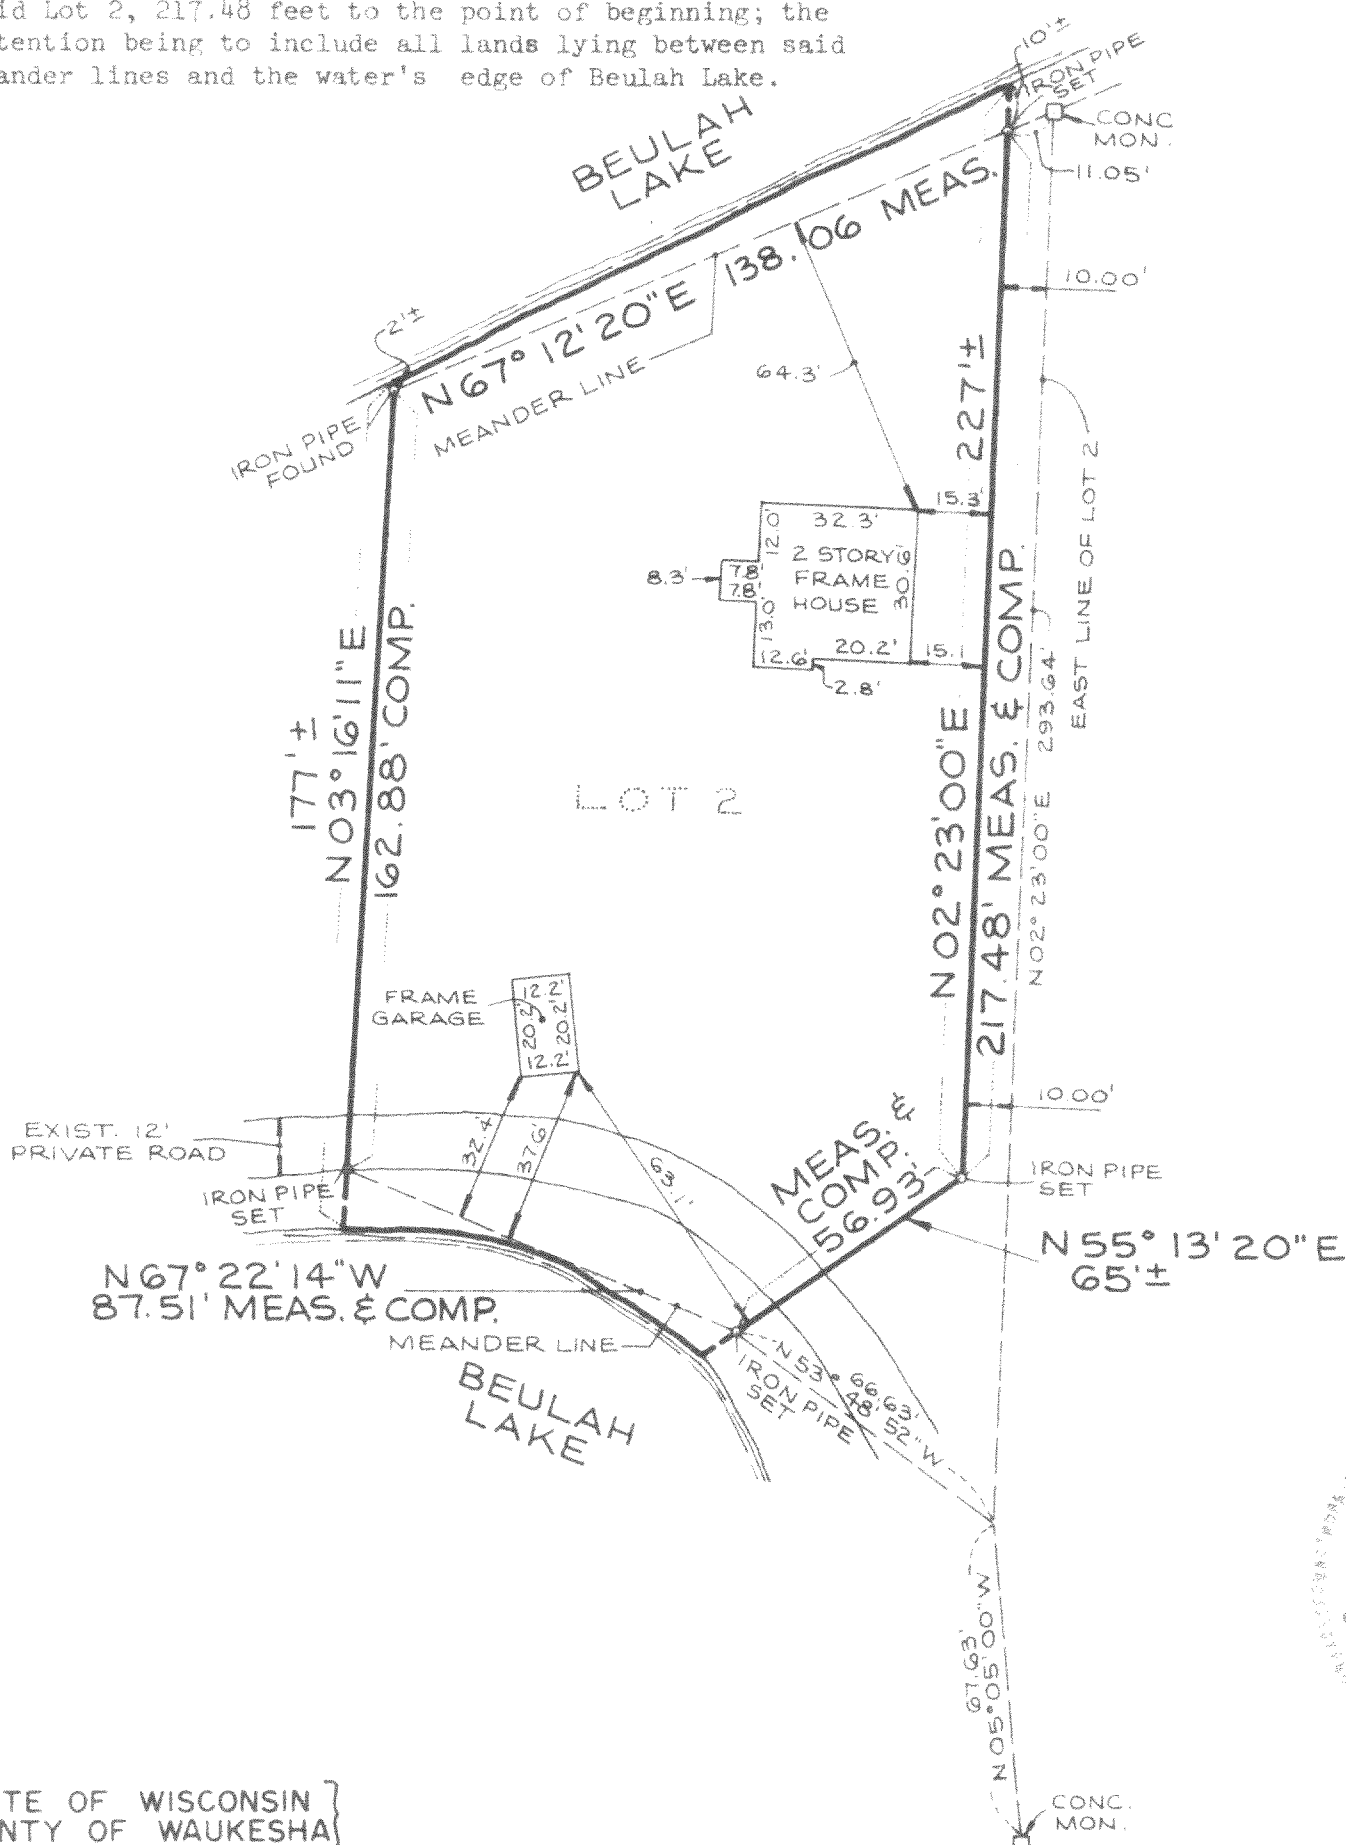 id Lot 2, 217.48 feet to the point of beginning; the
tention being to include all lands lying between said
ander lines and the water's edge of Beulah Lake.
10'±
IRON PIPE
SET
CONC
MON.
11.05'
BEULAH
LAKE
N 67° 12' 20" E 138.06 MEAS.
MEANDER LINE
2'±
IRON PIPE
FOUND
10.00'
64.3'
227'±
15.3'
32.3'
12.0'
2 STORY
FRAME
HOUSE
30.6
8.3'
7.8'
7.8'
13.0'
12.6'
20.2'
15.1
2.8'
EAST LINE OF LOT 2
N 02° 23' 00" E 293.64'
N 02° 23' 00" E
217.48' MEAS. & COMP.
177' ±
N 03° 16' 11" E
162.88' COMP.
LOT 2
FRAME
GARAGE
12.2'
20.2'
20.2'
12.2'
32.4'
37.6'
63.1'
10.00'
EXIST. 12'
PRIVATE ROAD
IRON PIPE
SET
MEAS. &
COMP.
56.93
IRON PIPE
SET
N 55° 13' 20" E
65'±
N 67° 22' 14" W
87.51' MEAS. & COMP.
MEANDER LINE
BEULAH
LAKE
IRON PIPE
SET
66.63'
N 53° 48' 52" W
67.63'
N 05° 05' 00" W
CONC.
MON.
TE OF WISCONSIN
NTY OF WAUKESHA